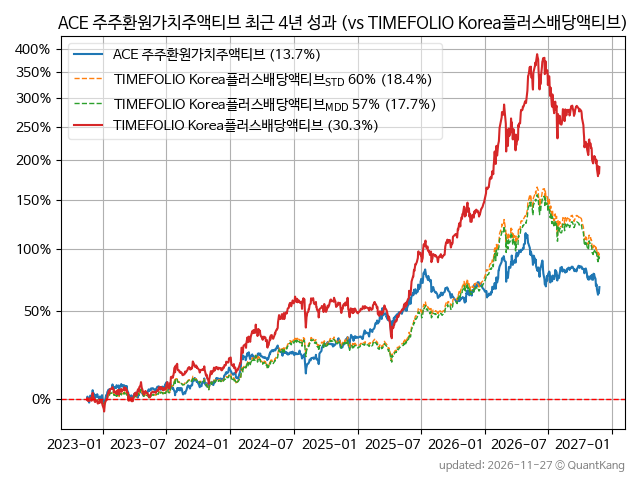 ACE 주주환원가치주액티브 최근 4년 성과 (vs TIMEFOLIO Korea플러스배당액티브)
400%
350%
300%
250%
200%
150%
100%
50%
0%
ACE 주주환원가치주액티브 (13.7%)
TIMEFOLIO Korea플러스배당액티브STD 60% (18.4%)
TIMEFOLIO Korea플러스배당액티브MDD 57% (17.7%)
TIMEFOLIO Korea플러스배당액티브 (30.3%)
2023-01 2023-07 2024-01 2024-07 2025-01 2025-07 2026-01 2026-07 2027-01
updated: 2026-11-27 © QuantKang